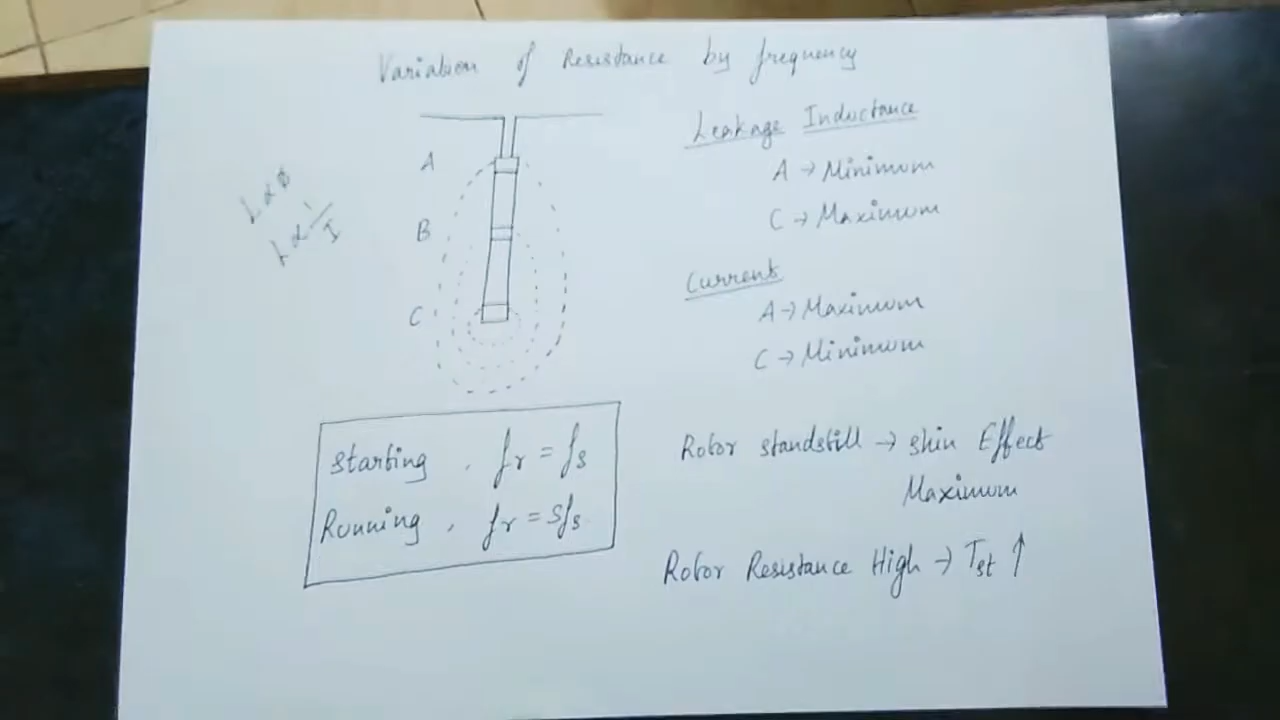 Variation of Resistance by frequency
Leakage Inductance
A → Minimum
C → Maximum
Current
A → Maximum
C → Minimum
A
B
C
L α Φ
L α 1/I
starting , fr = fs
Running , fr = sfs
Rotor standstill → skin Effect
Maximum
Rotor Resistance High → Tst ↑